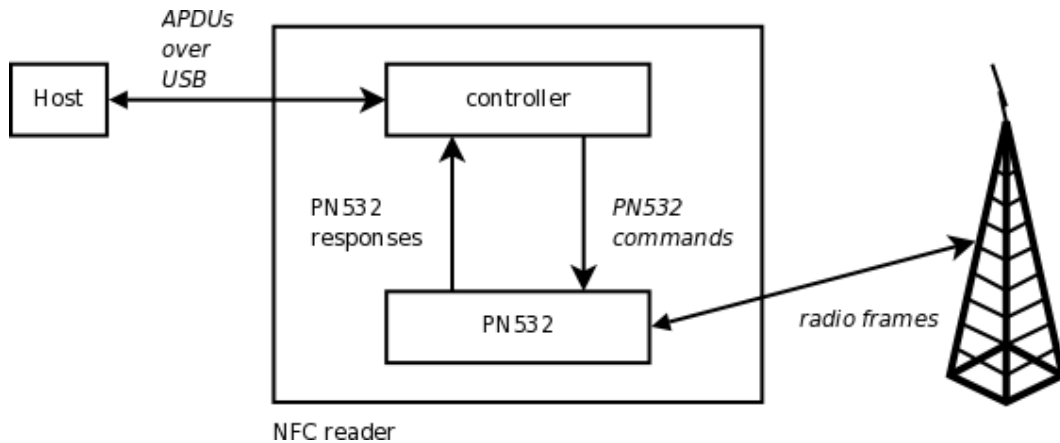 APDUs
over
USB
Host
controller
PN532
responses
PN532
commands
PN532
radio frames
NFC reader